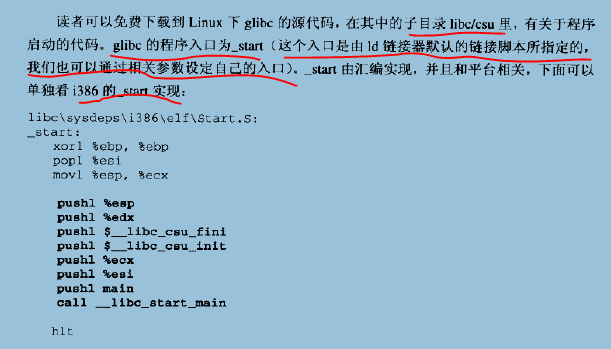 读者可以免费下载到 Linux 下 glibc 的源代码，在其中的子目录 libc/csu 里，有关于程序
启动的代码。glibc 的程序入口为_start（这个入口是由 ld 链接器默认的链接脚本所指定的，
我们也可以通过相关参数设定自己的入口）。_start 由汇编实现，并且和平台相关，下面可以
单独看 i386 的_start 实现：
libc\sysdeps\i386\elf\Start.S:
_start:
xorl %ebp, %ebp
popl %esi
movl %esp, %ecx
pushl %esp
pushl %edx
pushl $__libc_csu_fini
pushl $__libc_csu_init
pushl %ecx
pushl %esi
pushl main
call __libc_start_main
hlt